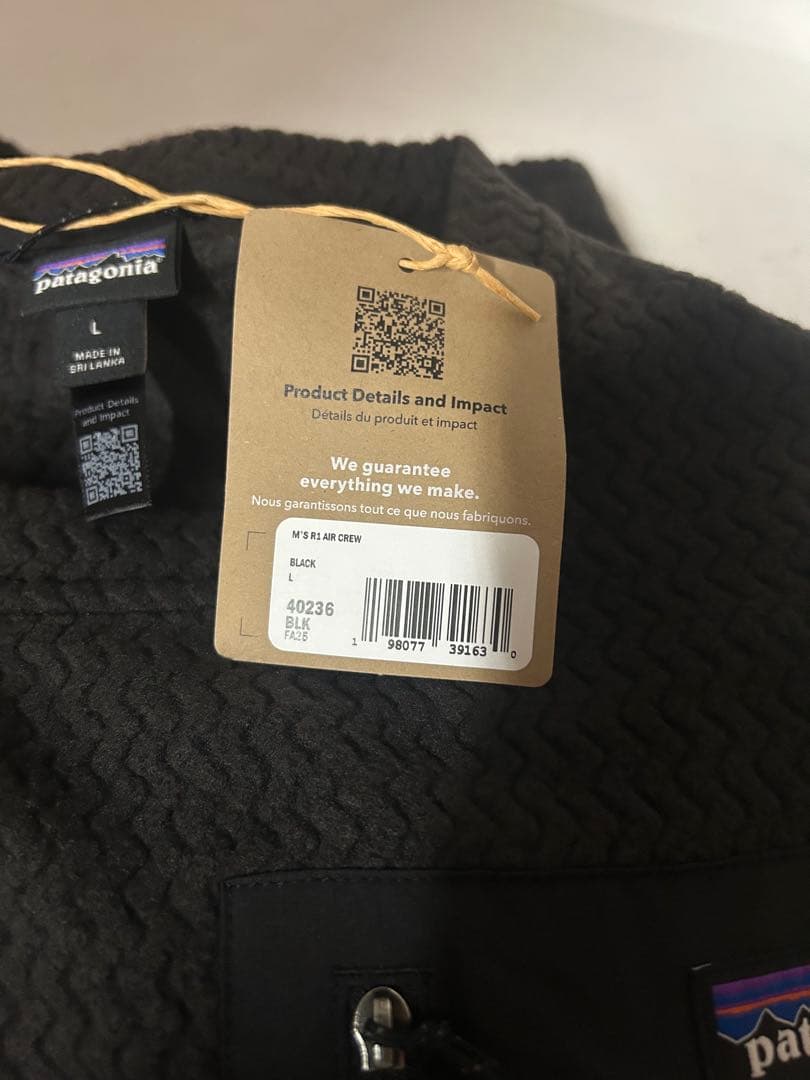 patagonia
L
MADE IN
SRI LANKA
Product Details
and Impact
Product Details and Impact
Détails du produit et impact
We guarantee
everything we make.
Nous garantissons tout ce que nous fabriquons.
M'S R1 AIR CREW
BLACK
L
40236
BLK
FA25
1 98077 39163 0
pat